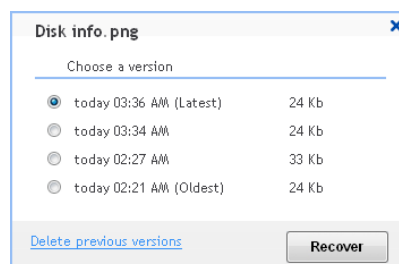 Disk info.png
Choose a version
today 03:36 AM (Latest) 24 Kb
today 03:34 AM 24 Kb
today 02:27 AM 33 Kb
today 02:21 AM (Oldest) 24 Kb
Delete previous versions
Recover